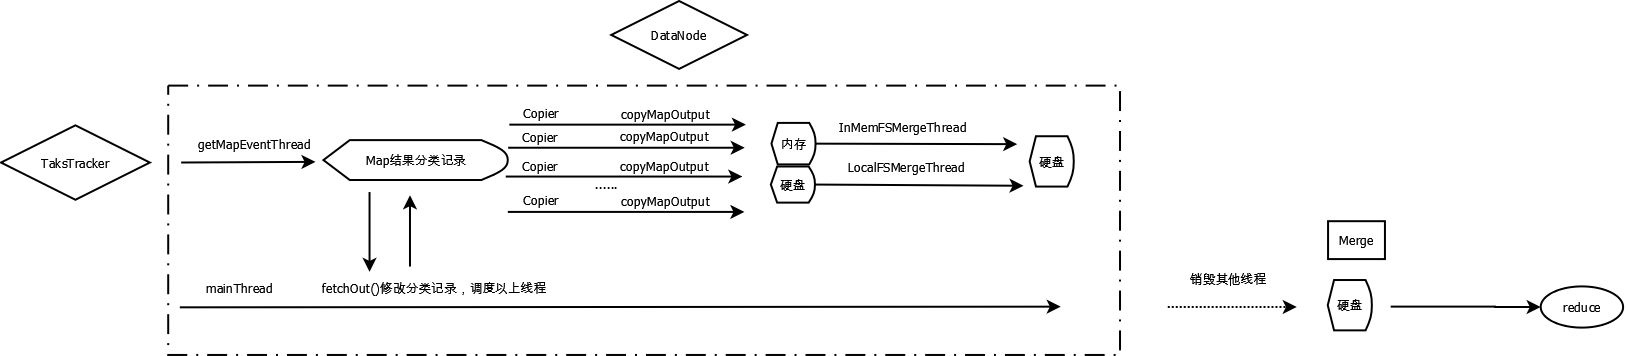 DataNode
TaksTracker
getMapEventThread
Map结果分类记录
Copier
copyMapOutput
Copier
copyMapOutput
Copier
copyMapOutput
......
Copier
copyMapOutput
内存
硬盘
InMemFSMergeThread
LocalFSMergeThread
硬盘
mainThread
fetchOut()修改分类记录，调度以上线程
销毁其他线程
Merge
硬盘
reduce